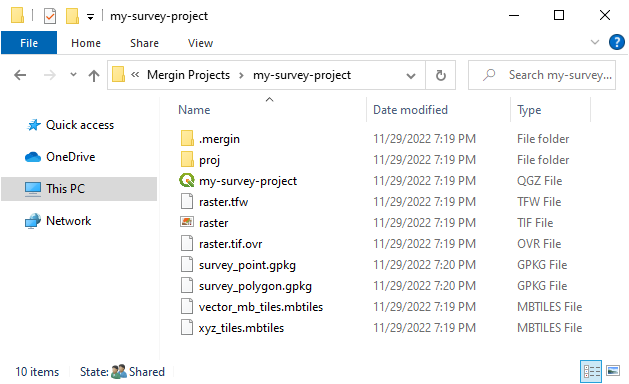 my-survey-project
File Home Share View
« Mergin Projects > my-survey-project Search my-survey...
Name Date modified Type
Quick access
OneDrive
This PC
Network
.mergin 11/29/2022 7:19 PM File folder
proj 11/29/2022 7:19 PM File folder
my-survey-project 11/29/2022 7:19 PM QGZ File
raster.tfw 11/29/2022 7:19 PM TFW File
raster 11/29/2022 7:19 PM TIF File
raster.tif.ovr 11/29/2022 7:19 PM OVR File
survey_point.gpkg 11/29/2022 7:20 PM GPKG File
survey_polygon.gpkg 11/29/2022 7:20 PM GPKG File
vector_mb_tiles.mbtiles 11/29/2022 7:19 PM MBTILES File
xyz_tiles.mbtiles 11/29/2022 7:19 PM MBTILES File
10 items State: Shared